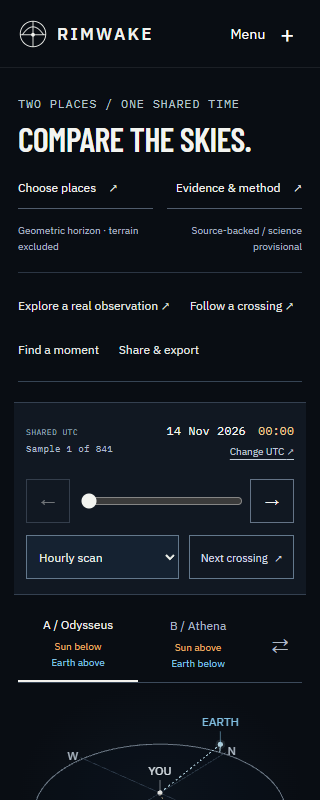 RIMWAKE
Menu +
TWO PLACES / ONE SHARED TIME
COMPARE THE SKIES.
Choose places ↗
Evidence & method ↗
Geometric horizon · terrain
excluded
Source-backed / science
provisional
Explore a real observation ↗
Follow a crossing ↗
Find a moment
Share & export
SHARED UTC
Sample 1 of 841
14 Nov 2026 00:00
Change UTC ↗
←
→
Hourly scan
Next crossing ↗
A / Odysseus
Sun below
Earth above
B / Athena
Sun above
Earth below
⇄
EARTH
N
W
YOU